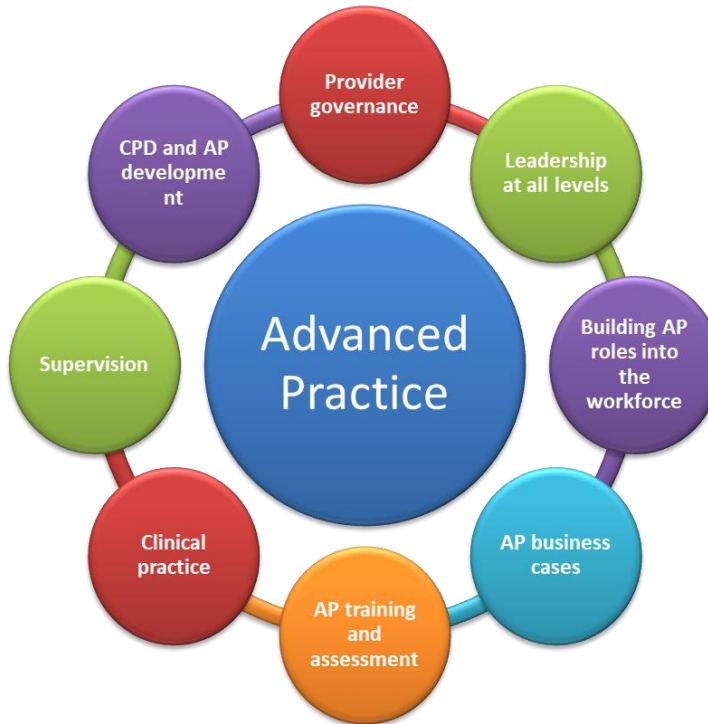 Provider
governance
Leadership
at all levels
Building AP
roles into
the
workforce
AP business
cases
AP training
and
assessment
Clinical
practice
Supervision
CPD and AP
developme
nt
Advanced
Practice